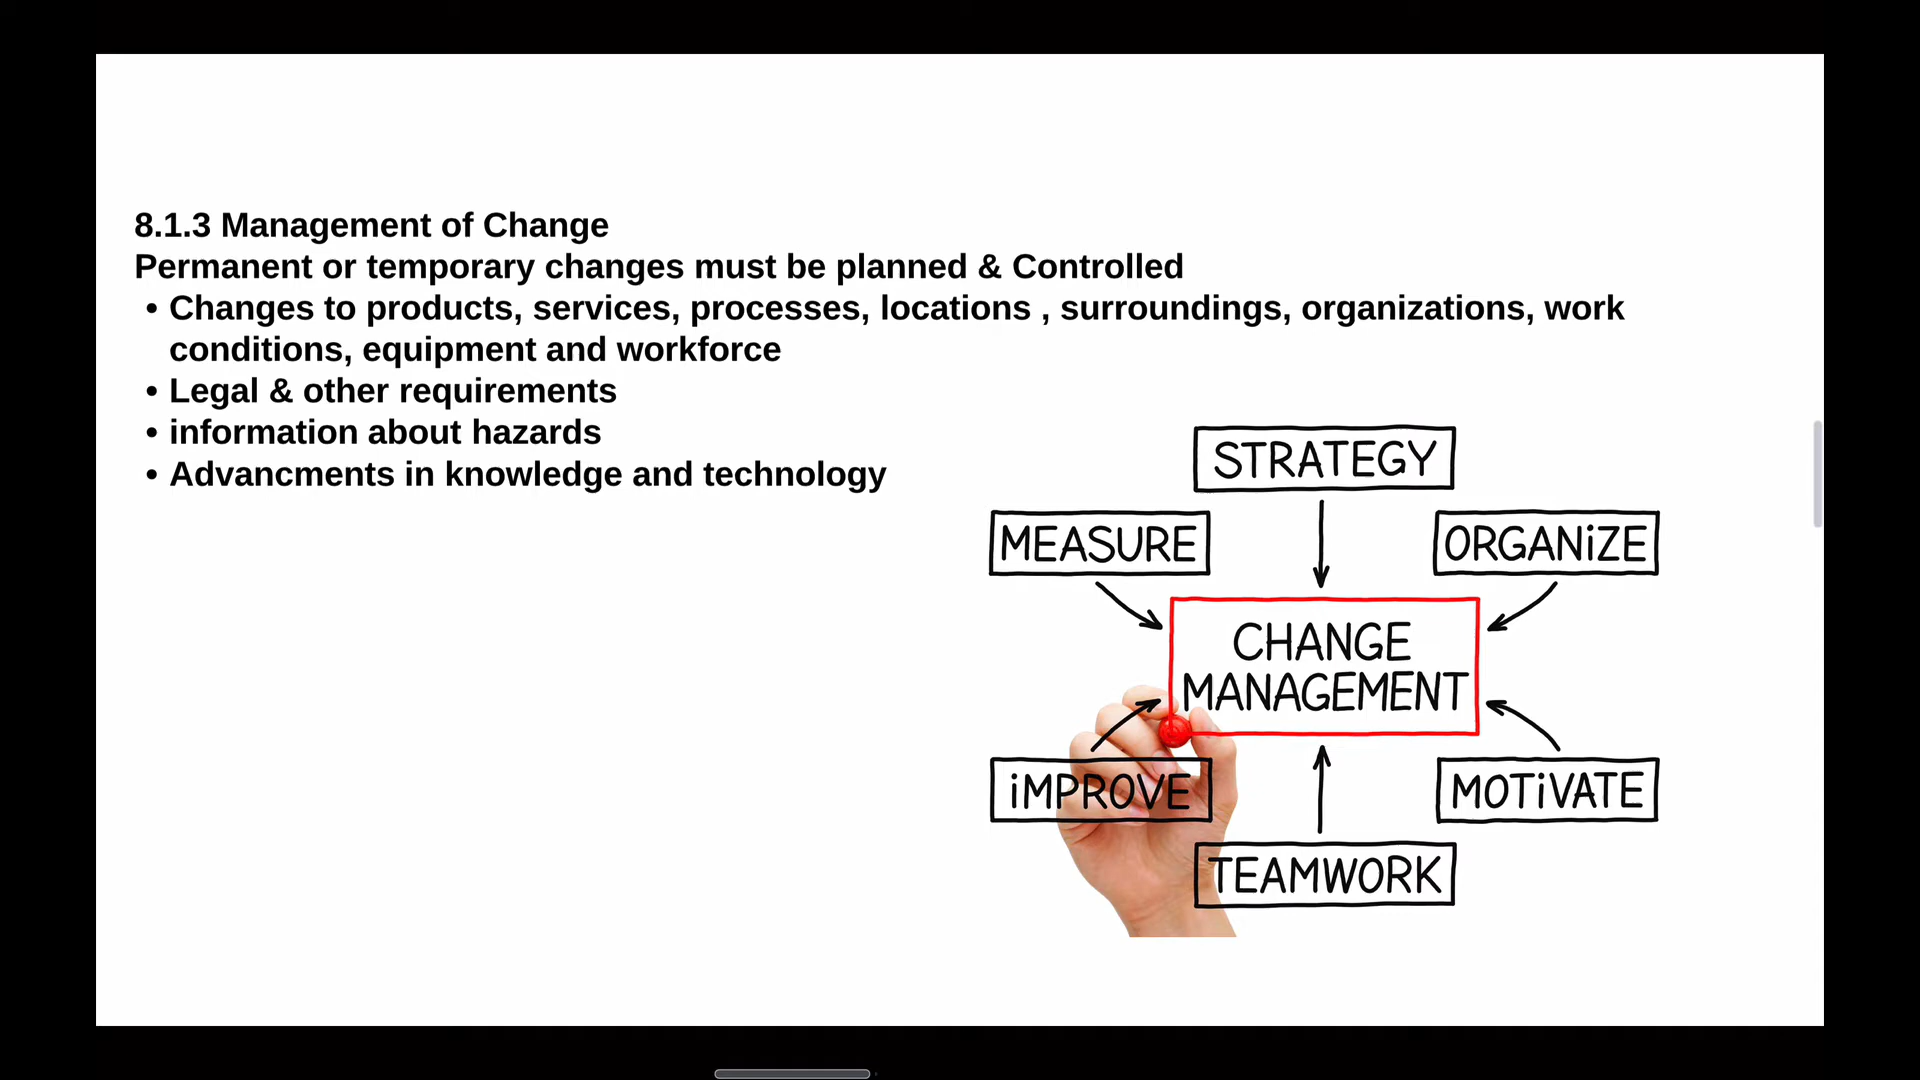 8.1.3 Management of Change
Permanent or temporary changes must be planned & Controlled
• Changes to products, services, processes, locations , surroundings, organizations, work
conditions, equipment and workforce
• Legal & other requirements
• information about hazards
• Advancments in knowledge and technology
STRATEGY
MEASURE
ORGANiZE
CHANGE
MANAGEMENT
iMPROVE
MOTiVATE
TEAMWORK